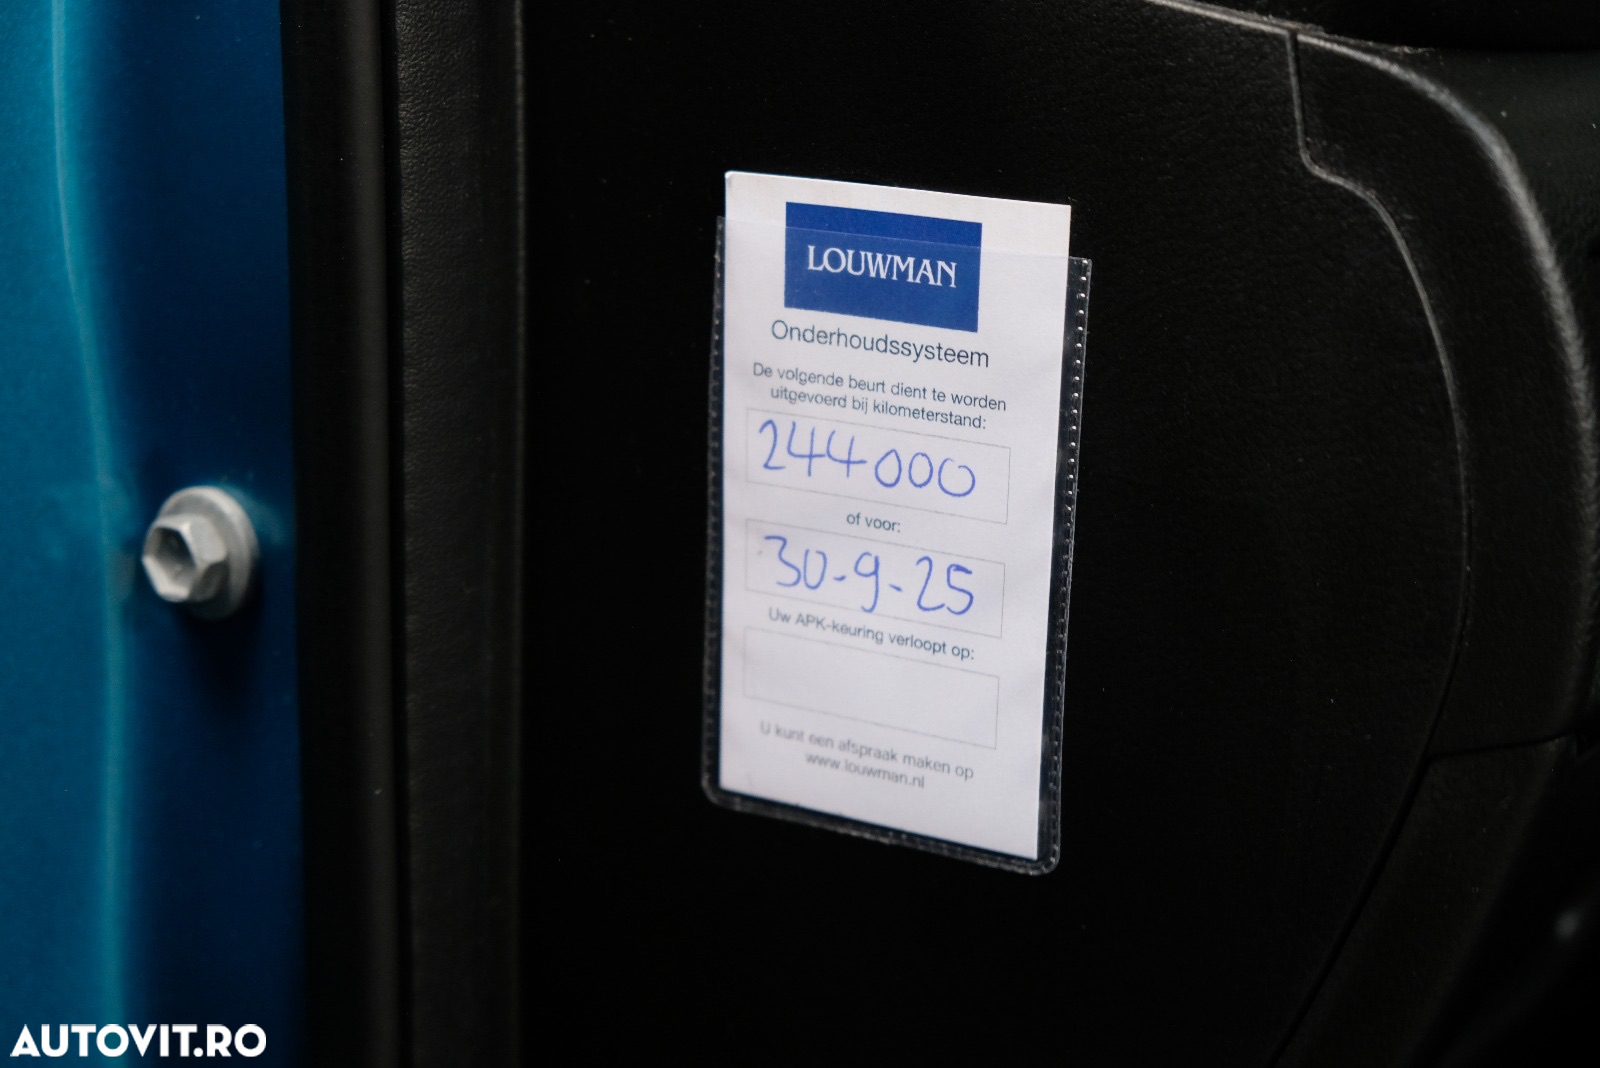 LOUWMAN
Onderhoudssysteem
De volgende beurt dient te worden
uitgevoerd bij kilometerstand:
244000
of voor:
30-9-25
Uw APK-keuring verloopt op:
U kunt een afspraak maken op
www.louwman.nl
AUTOVIT.RO